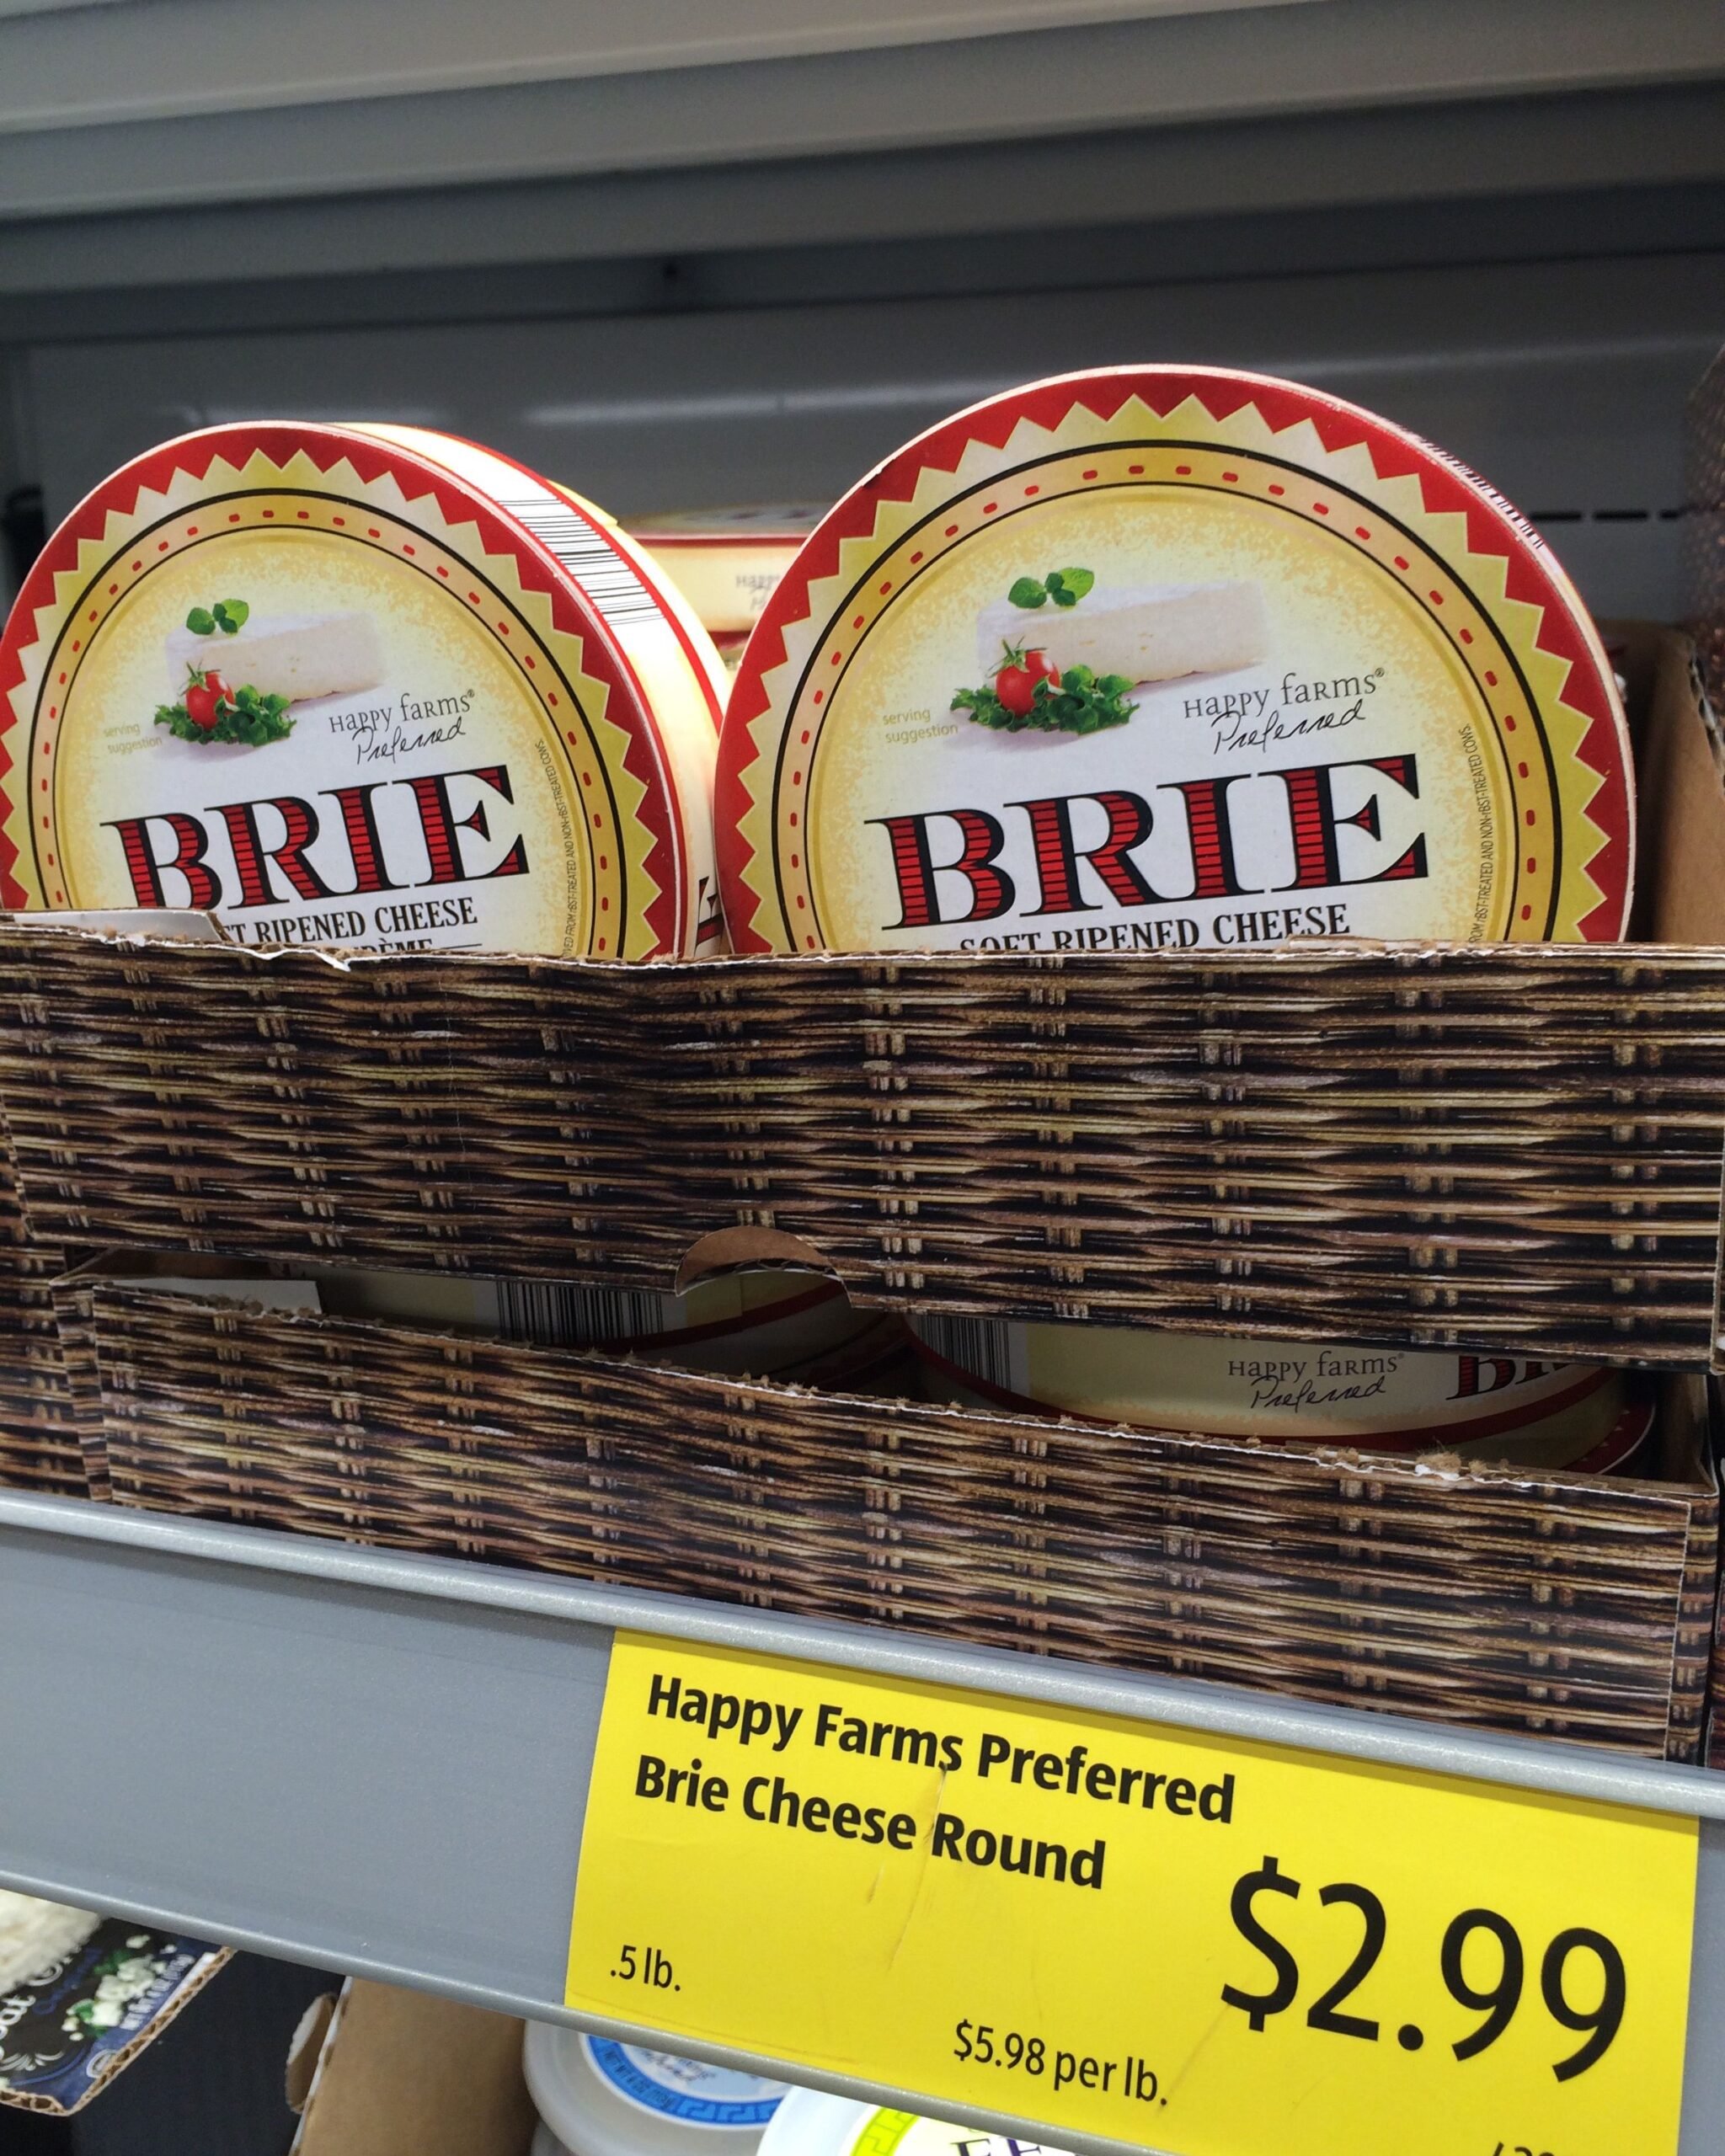 serving
suggestion
Happy Farms®
Preferred
BRIE
T RIPENED CHEESE
serving
suggestion
Happy Farms®
Preferred
BRIE
SOFT RIPENED CHEESE
Happy Farms®
Preferred
Happy Farms Preferred
Brie Cheese Round
$2.99
.5 lb.
$5.98 per lb.